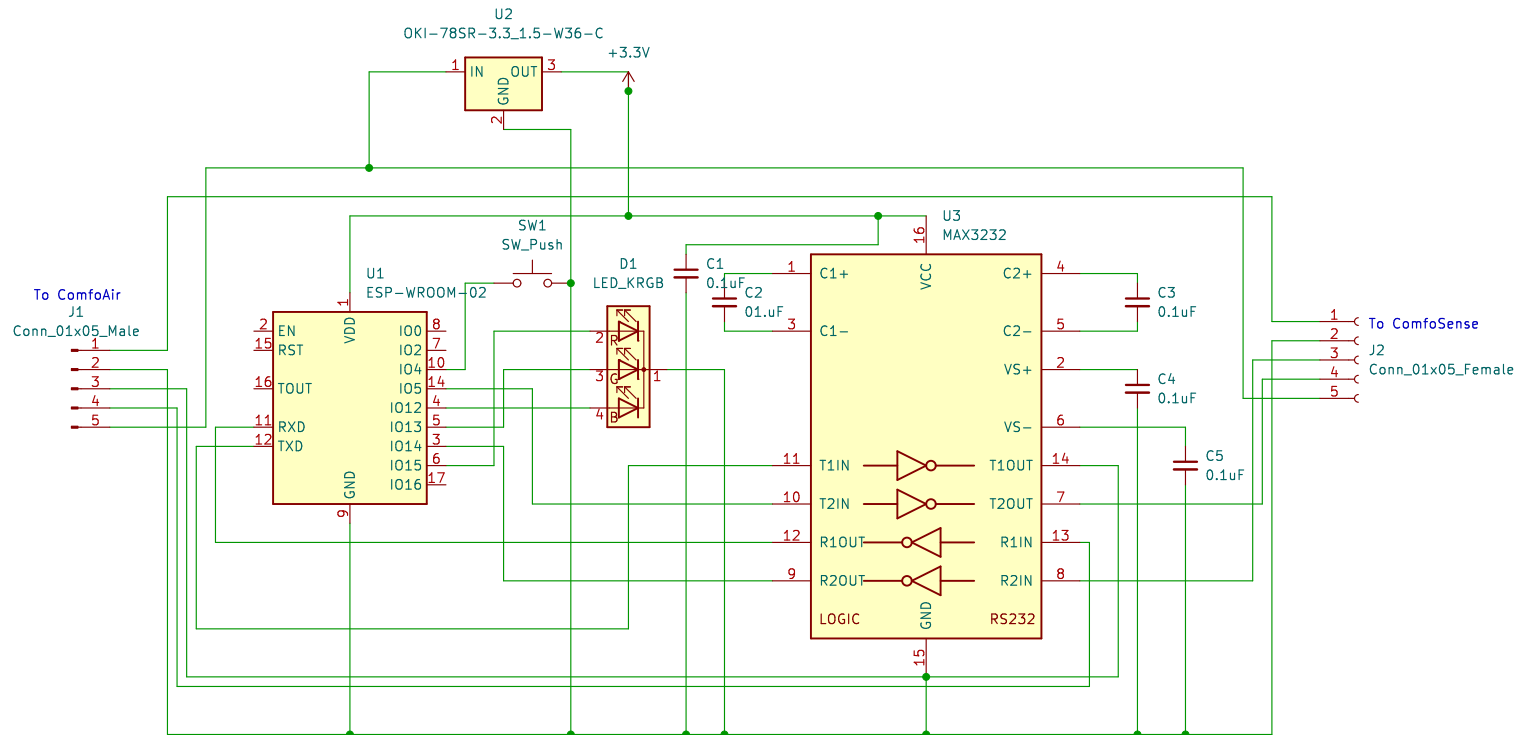 U2
OKI-78SR-3.3_1.5-W36-C
+3.3V
1 IN OUT 3
GND
2
SW1
SW_Push
U3
MAX3232
D1
LED_KRGB
U1
ESP-WROOM-02
To ComfoAir
J1
Conn_01x05_Male
1
2
3
4
5
1
VDD
2 EN
15 RST
16 TOUT
11 RXD
12 TXD
IO0 8
IO2 7
IO4 10
IO5 14
IO12 4
IO13 5
IO14 3
IO15 6
IO16 17
GND
9
2 R
3 G
4 B
1
C1
0.1uF
C2
01.uF
16
VCC
1 C1+
3 C1-
11 T1IN
10 T2IN
12 R1OUT
9 R2OUT
C2+ 4
C2- 5
VS+ 2
VS- 6
T1OUT 14
T2OUT 7
R1IN 13
R2IN 8
LOGIC
GND
RS232
15
C3
0.1uF
C4
0.1uF
C5
0.1uF
1
2
3
4
5
To ComfoSense
J2
Conn_01x05_Female